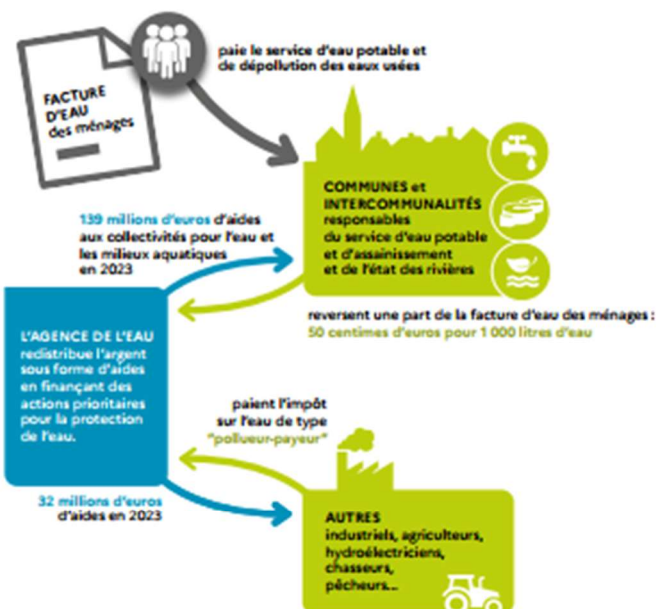 paie le service d'eau potable et
de dépollution des eaux usées
FACTURE
D'EAU
des ménages
COMMUNES et
INTERCOMMUNALITÉS
responsables
du service d'eau potable
et d'assainissement
et de l'état des rivières
139 millions d'euros d'aides
aux collectivités pour l'eau et
les milieux aquatiques
en 2023
reversent une part de la facture d'eau des ménages :
50 centimes d'euros pour 1 000 litres d'eau
L'AGENCE DE L'EAU
redistribue l'argent
sous forme d'aides
en finançant des
actions prioritaires
pour la protection
de l'eau.
paient l'impôt
sur l'eau de type
"pollueur-payeur"
32 millions d'euros
d'aides en 2023
AUTRES
industriels, agriculteurs,
hydroélectriciens,
chasseurs,
pêcheurs...